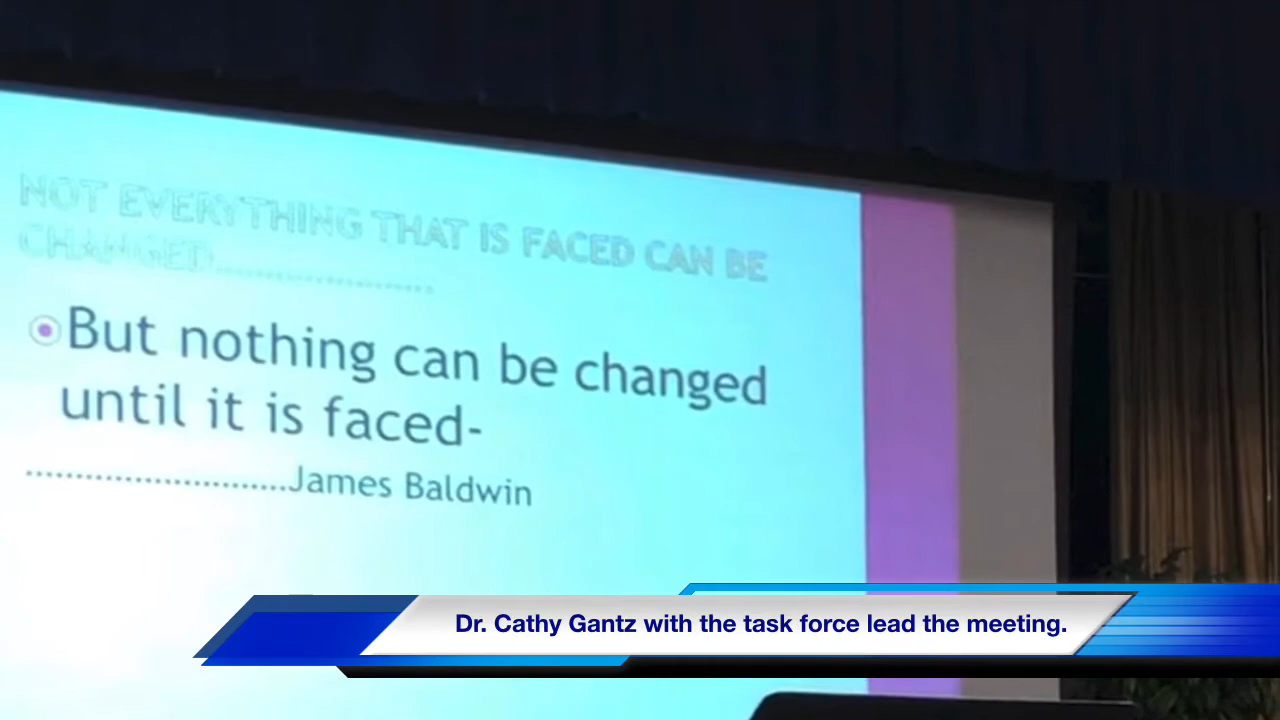 NOT EVERYTHING THAT IS FACED CAN BE
CHANGED......................
But nothing can be changed
until it is faced-
..........................James Baldwin
Dr. Cathy Gantz with the task force lead the meeting.